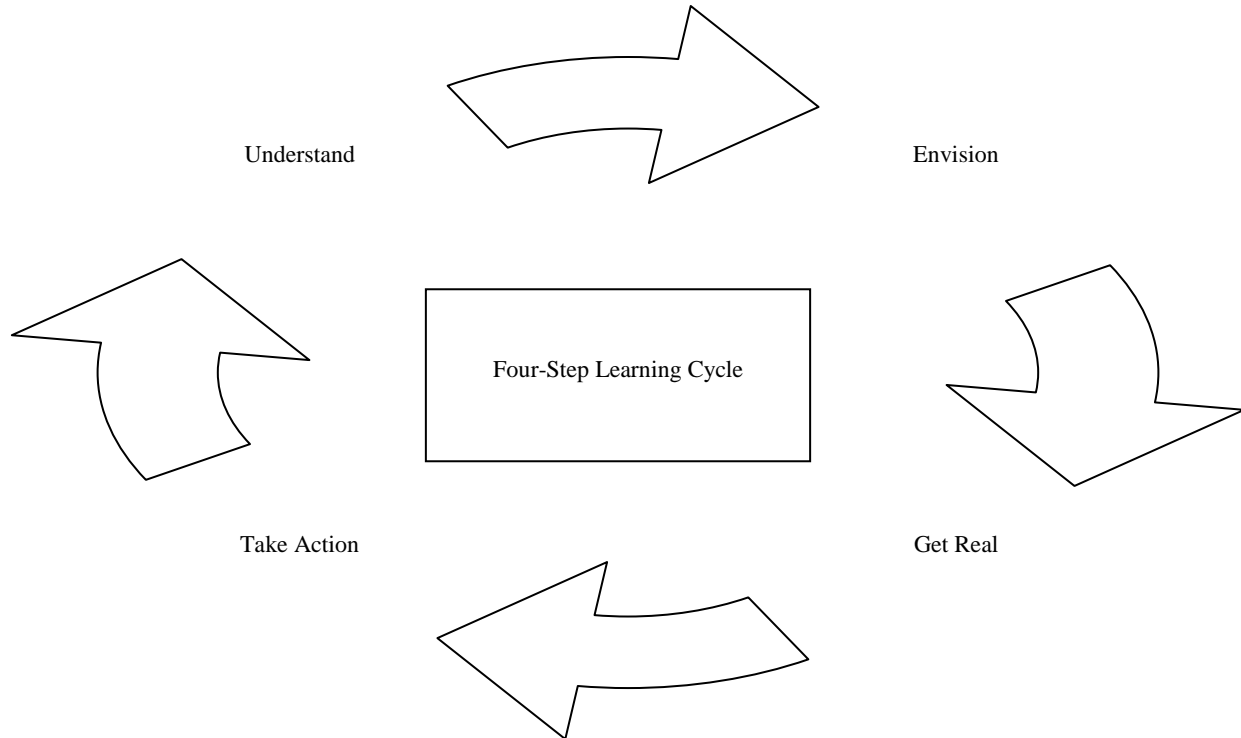 Understand
Envision
Four-Step Learning Cycle
Take Action
Get Real